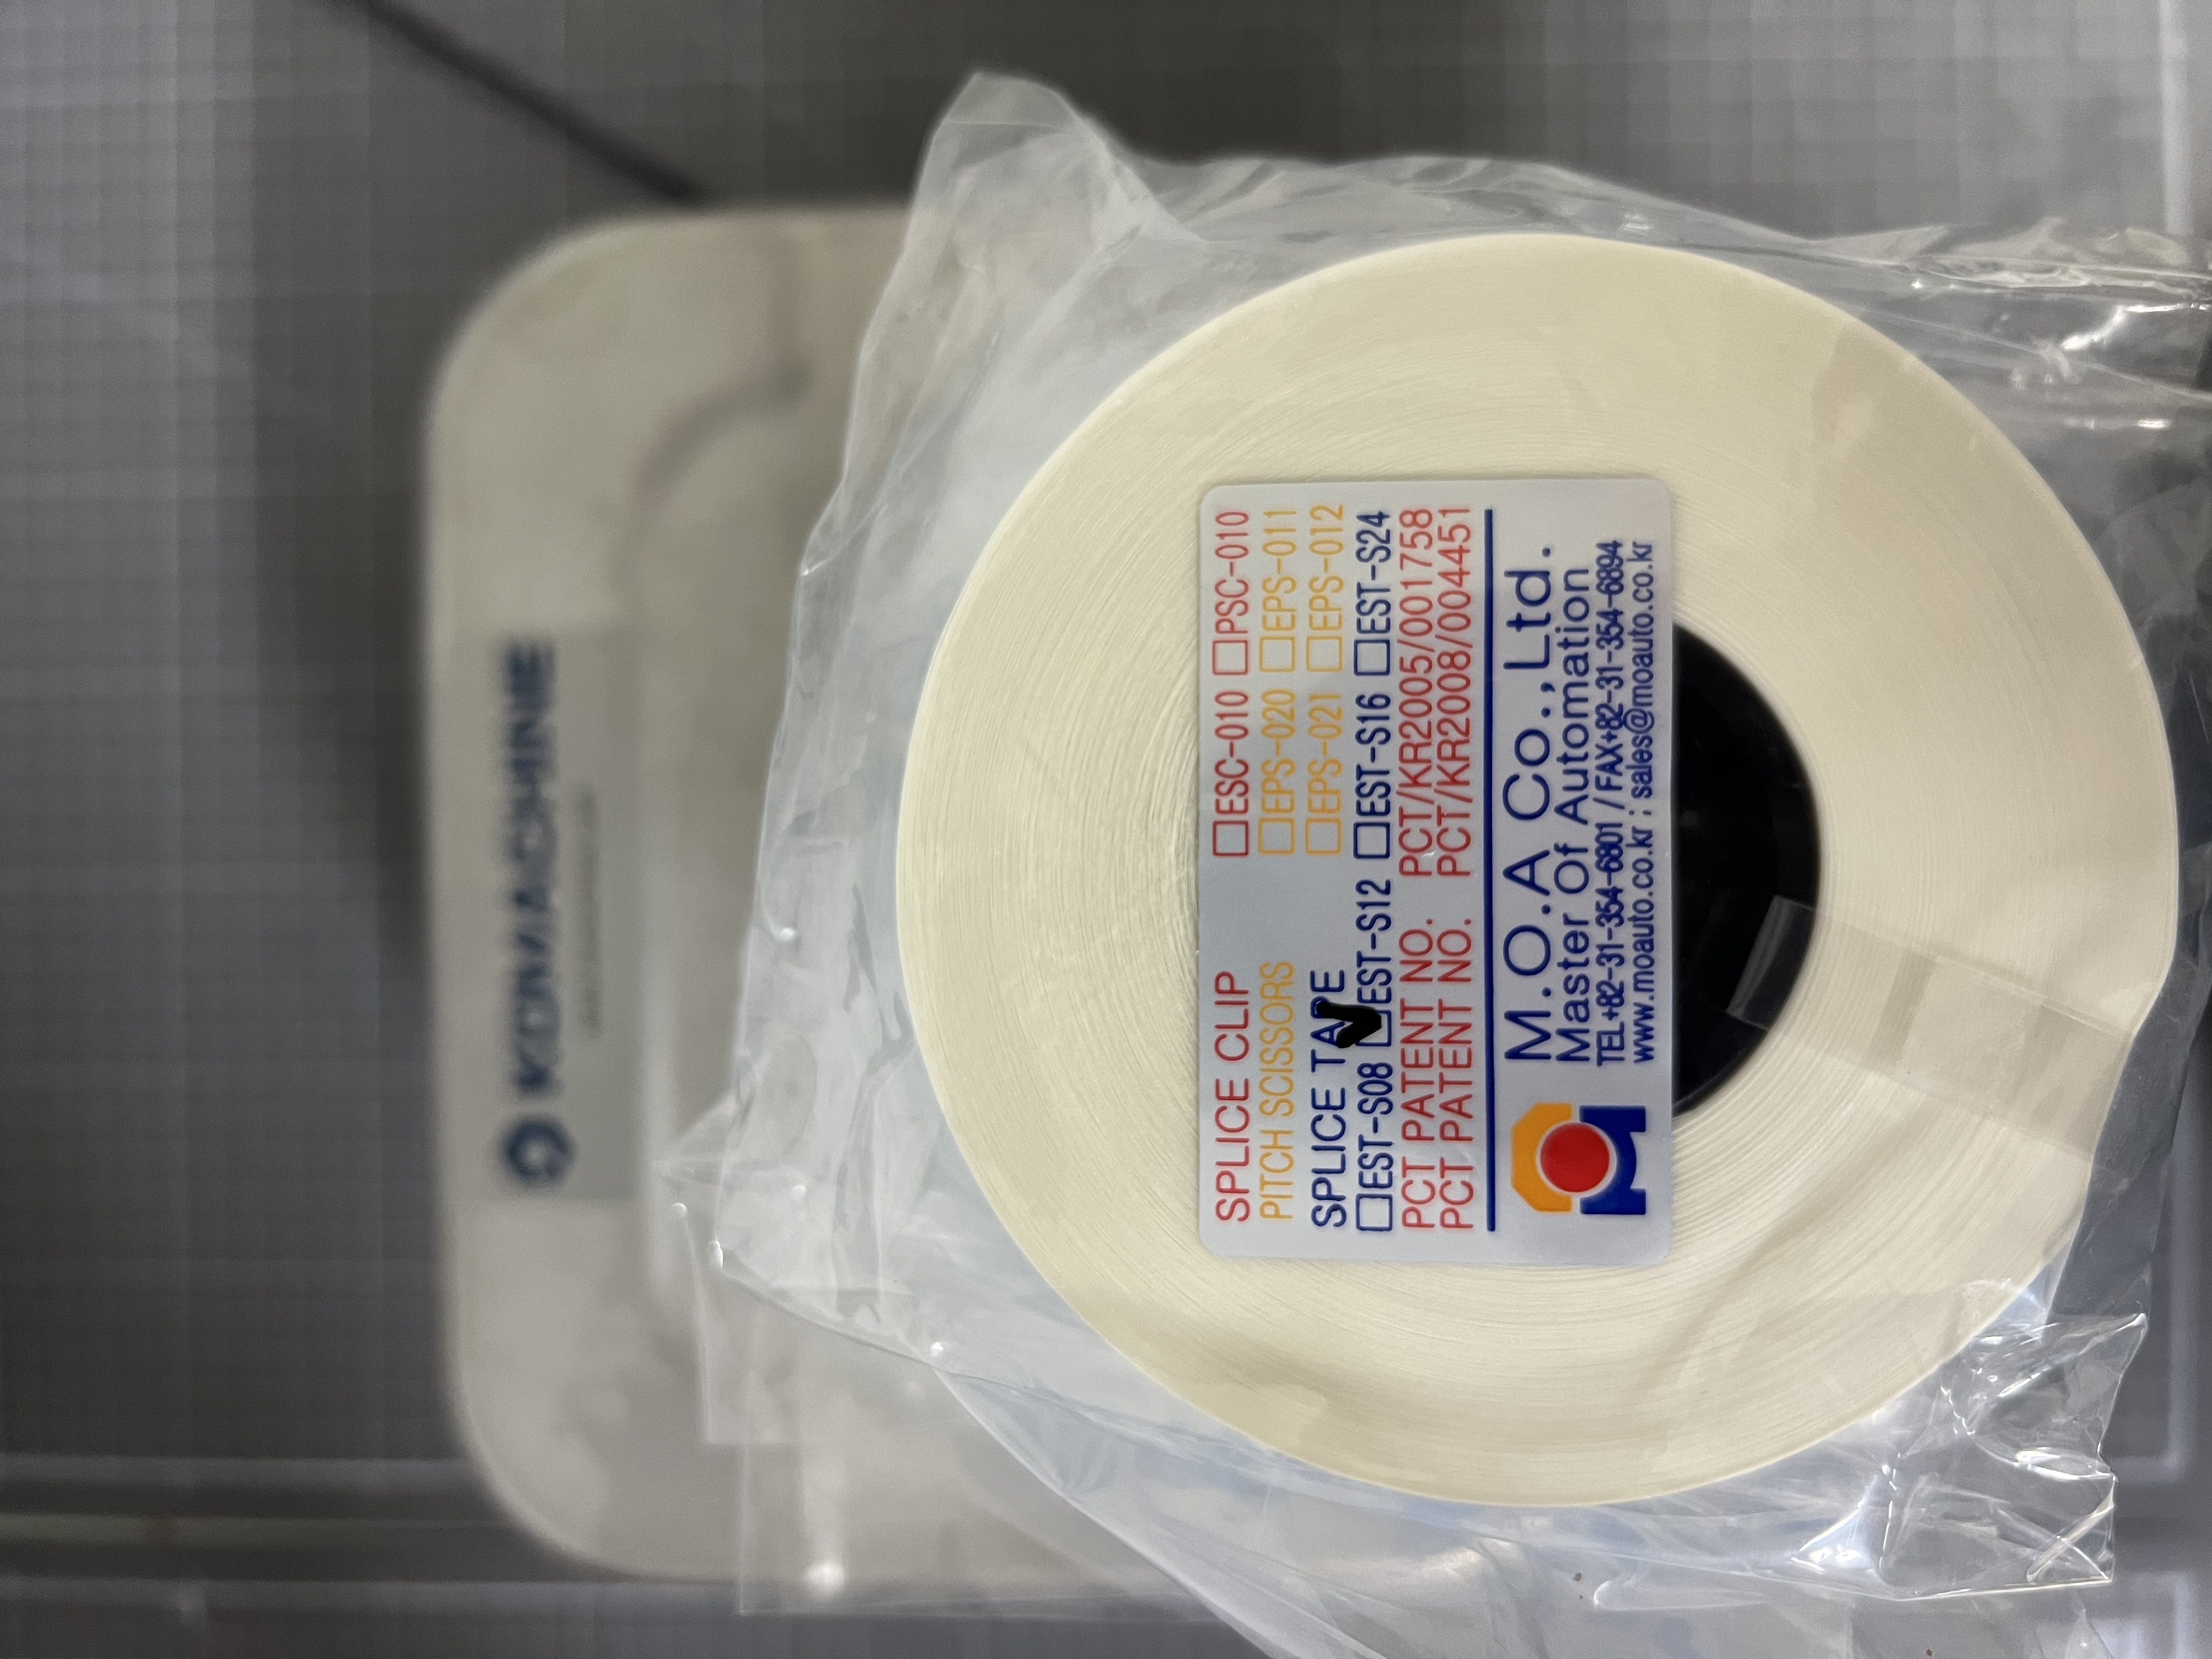 KOMACHINE
SPLICE CLIP □ESC-010 □PSC-010
PITCH SCISSORS □EPS-020 □EPS-011
□EPS-021 □EPS-012
SPLICE TAPE
□EST-S08 ☑EST-S12 □EST-S16 □EST-S24
PCT PATENT NO. PCT/KR2005/001758
PCT PATENT NO. PCT/KR2008/004451
M.O.A Co.,Ltd.
Master Of Automation
TEL+82-31-354-6801 / FAX+82-31-354-6894
www.moauto.co.kr ; sales@moauto.co.kr